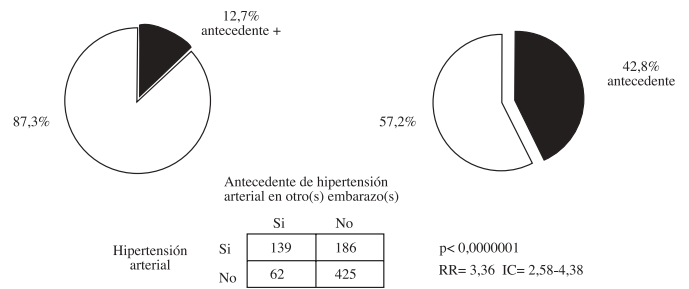 12,7%
antecedente +
87,3%
42,8%
antecedente
57,2%
Antecedente de hipertensión
arterial en otro(s) embarazo(s)
Si No
Hipertensión
arterial
Si 139 186
No 62 425
p< 0,0000001
RR= 3,36 IC= 2,58-4,38